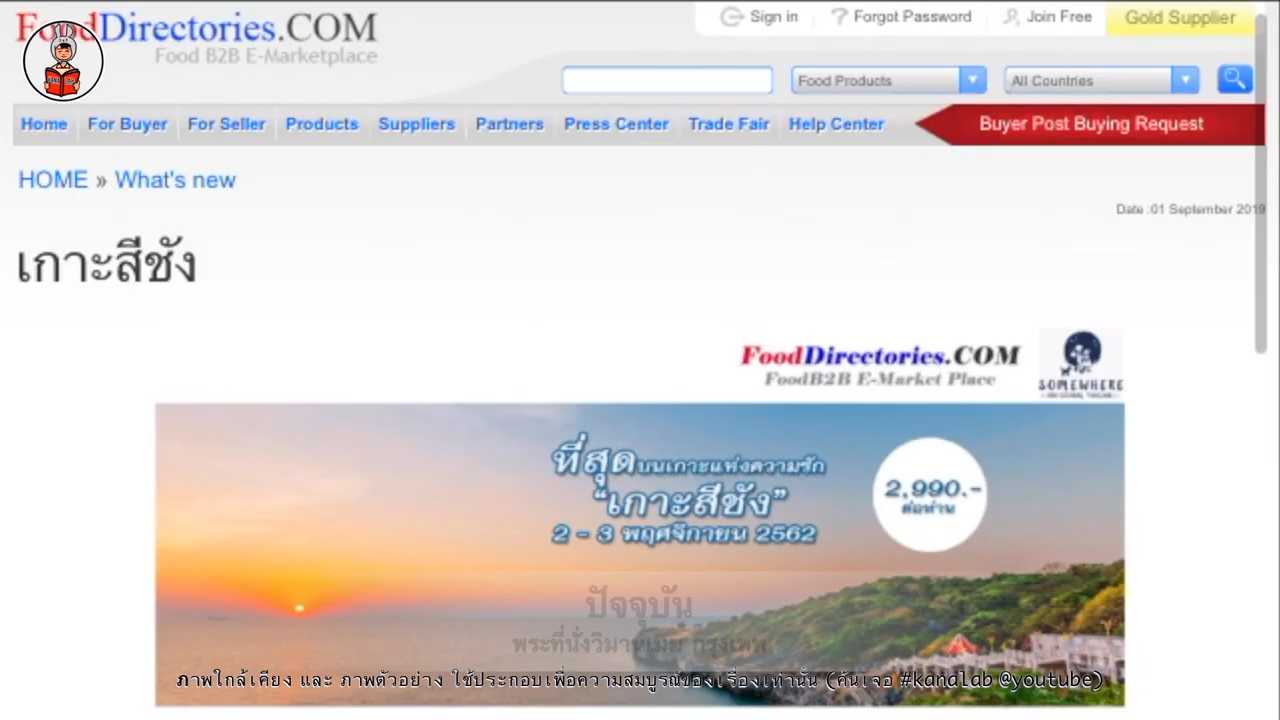 FoodDirectories.COM
Food B2B E-Marketplace
Sign in
Forgot Password
Join Free
Gold Supplier
Food Products
All Countries
Home
For Buyer
For Seller
Products
Suppliers
Partners
Press Center
Trade Fair
Help Center
Buyer Post Buying Request
HOME » What's new
Date :01 September 2019
เกาะสีชัง
FoodDirectories.COM
FoodB2B E-Market Place
SOMEWHERE
ที่สุดบนเกาะแห่งความรัก
"เกาะสีชัง"
2 - 3 พฤศจิกายน 2562
2,990.-
ต่อท่าน
ปัจจุบัน
พระที่นั่งวิมานเมฆ กรุงเทพ
ภาพใกล้เคียง และ ภาพตัวอย่าง ใช้ประกอบเพื่อความสมบูรณ์ของเรื่องเท่านั้น (ค้นเจอ #kandlab @youtube)